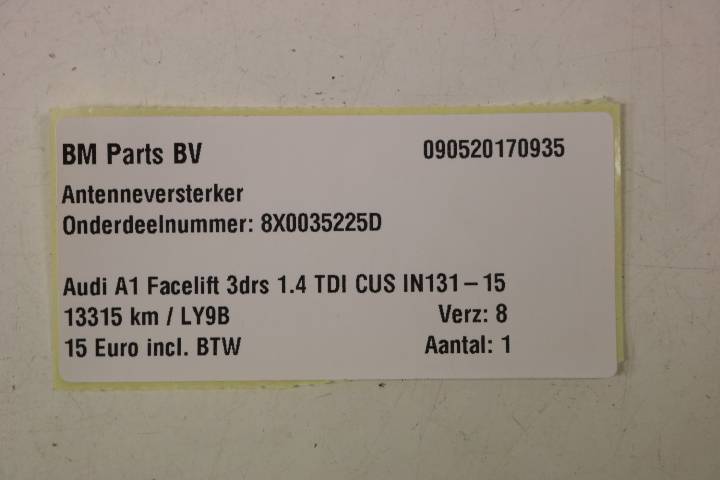 BM Parts BV 090520170935
Antenneversterker
Onderdeelnummer: 8X0035225D
Audi A1 Facelift 3drs 1.4 TDI CUS IN131-15
13315 km / LY9B Verz: 8
15 Euro incl. BTW Aantal: 1